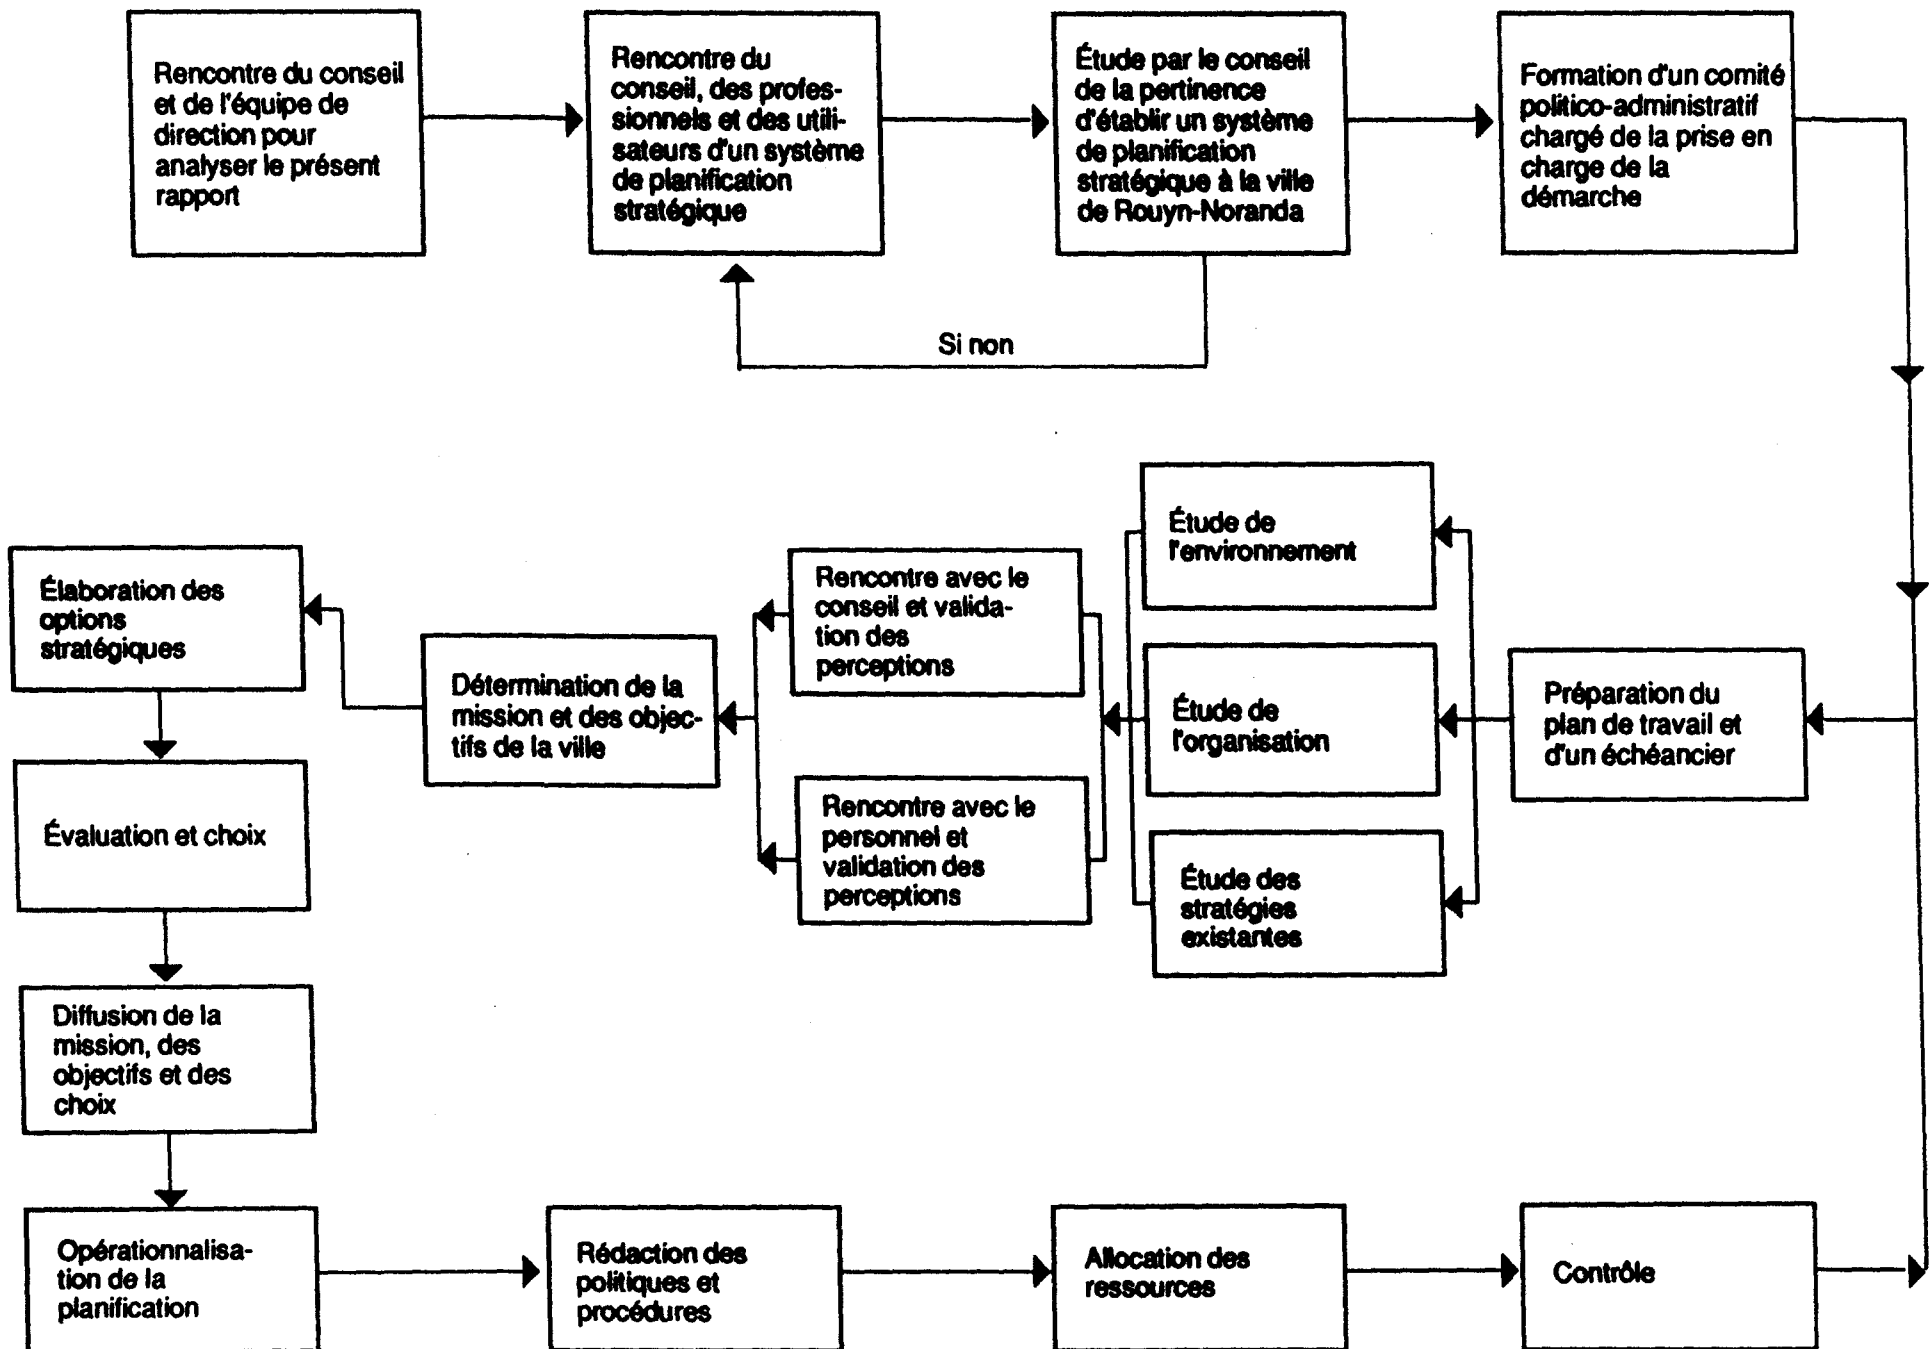 Rencontre du conseil
et de l'équipe de
direction pour
analyser le présent
rapport
Rencontre du
conseil, des profes-
sionnels et des utili-
sateurs d'un système
de planification
stratégique
Étude par le conseil
de la pertinence
d'établir un système
de planification
stratégique à la ville
de Rouyn-Noranda
Formation d'un comité
politico-administratif
chargé de la prise en
charge de la
démarche
Si non
Préparation du
plan de travail et
d'un échéancier
Étude de
l'environnement
Étude de
l'organisation
Étude des
stratégies
existantes
Rencontre avec le
conseil et valida-
tion des
perceptions
Rencontre avec le
personnel et
validation des
perceptions
Détermination de la
mission et des objec-
tifs de la ville
Élaboration des
options
stratégiques
Évaluation et choix
Diffusion de la
mission, des
objectifs et des
choix
Opérationnalisa-
tion de la
planification
Rédaction des
politiques et
procédures
Allocation des
ressources
Contrôle